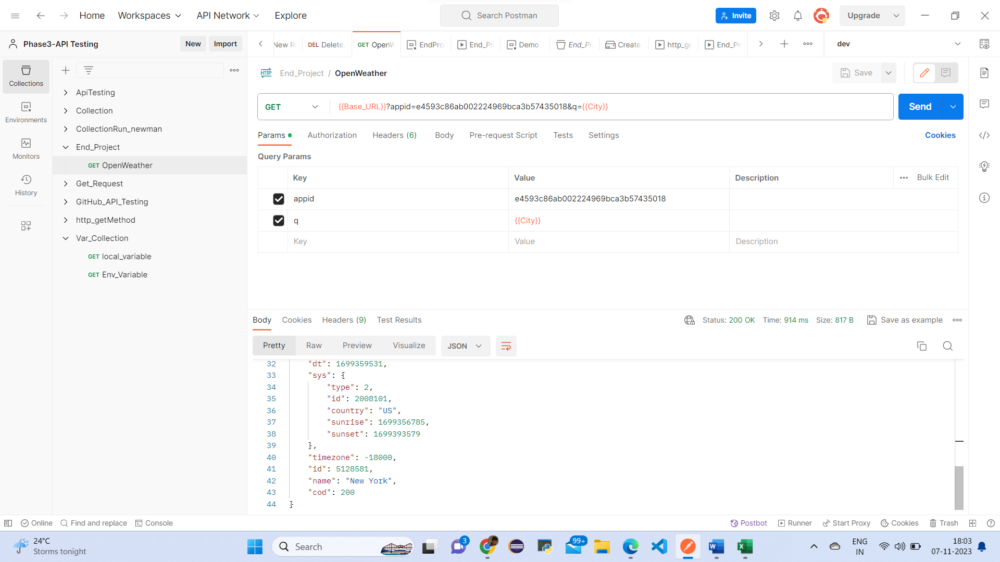 Home Workspaces API Network Explore Search Postman Invite Upgrade
Phase3-API Testing New Import New R DEL Delete_ GET OpenW EndPro End_Pr Demo End_Pr Create http_ge End_Pr dev
Collections
Environments
Monitors
History
ApiTesting
Collection
CollectionRun_newman
End_Project
GET OpenWeather
Get_Request
GitHub_API_Testing
http_getMethod
Var_Collection
GET local_variable
GET Env_Variable
HTTP End_Project / OpenWeather Save
GET {{Base_URL}}?appid=e4593c86ab002224969bca3b57435018&q={{City}} Send
Params Authorization Headers (6) Body Pre-request Script Tests Settings Cookies
Query Params
Key Value Description Bulk Edit
appid e4593c86ab002224969bca3b57435018
q {{City}}
Key Value Description
Body Cookies Headers (9) Test Results Status: 200 OK Time: 914 ms Size: 817 B Save as example
Pretty Raw Preview Visualize JSON
32 "dt": 1699359531,
33 "sys": {
34 "type": 2,
35 "id": 2008101,
36 "country": "US",
37 "sunrise": 1699356785,
38 "sunset": 1699393579
39 },
40 "timezone": -18000,
41 "id": 5128581,
42 "name": "New York",
43 "cod": 200
44 }
Online Find and replace Console Postbot Runner Start Proxy Cookies Trash
24°C
Storms tonight
Search
3
99+
ENG
IN
18:03
07-11-2023